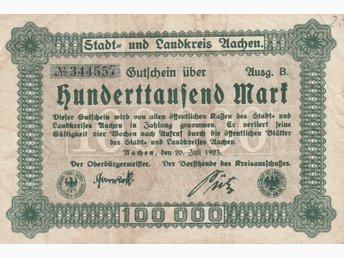 Stadt- und Landkreis Aachen.
№ 344557 Gutschein über Ausg. B.
Hunderttausend Mark
Dieser Gutschein wird von allen öffentlichen Kassen des Stadt- und
Landkreises Aachen in Zahlung genommen. Er verliert seine
Gültigkeit vier Wochen nach Aufruf durch die öffentlichen Blätter
des Stadt- und Landkreises Aachen.
Aachen, den 20. Juli 1923.
Der Oberbürgermeister. Der Vorsitzende des Kreisausschusses.
100 000